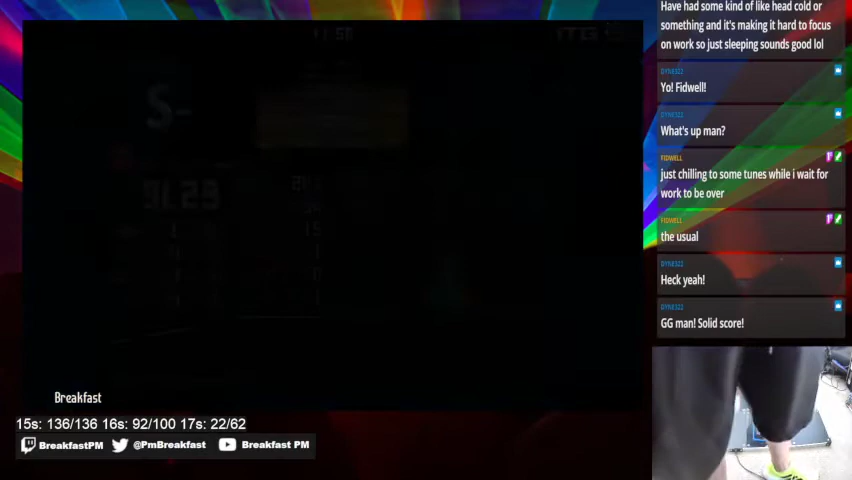 Have had some kind of like head cold or
something and it's making it hard to focus
on work so just sleeping sounds good lol
DYNE322
Yo! Fidwell!
DYNE322
What's up man?
FIDWELL
just chilling to some tunes while i wait for
work to be over
FIDWELL
the usual
DYNE322
Heck yeah!
DYNE322
GG man! Solid score!
ITG
S-
91.53
Breakfast
15s: 136/136 16s: 92/100 17s: 22/62
BreakfastPM
@PmBreakfast
Breakfast PM